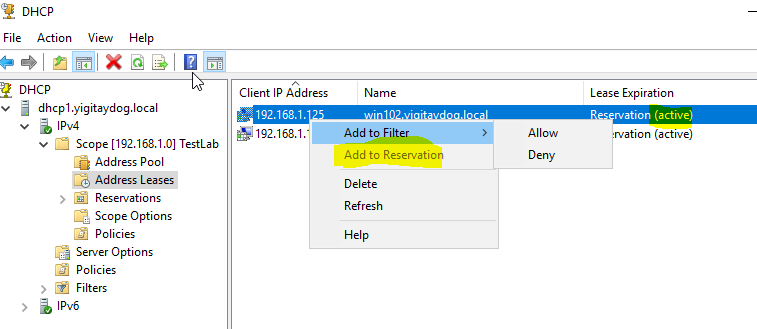 DHCP
File Action View Help
DHCP
dhcp1.yigitaydog.local
IPv4
Scope [192.168.1.0] TestLab
Address Pool
Address Leases
Reservations
Scope Options
Policies
Server Options
Policies
Filters
IPv6
Client IP Address Name Lease Expiration
192.168.1.125 win102.yigitaydog.local Reservation (active)
192.168.1. (active)
Add to Filter
Add to Reservation
Delete
Refresh
Help
Allow
Deny